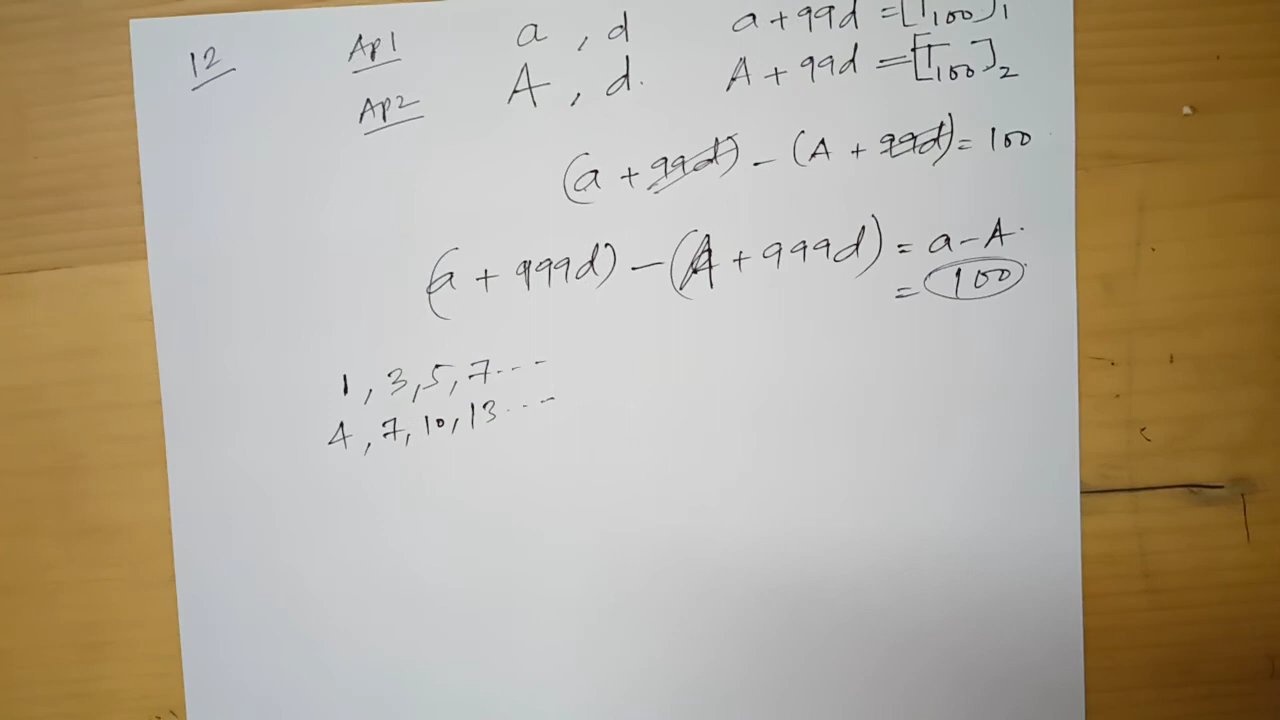 12 AP1 a , d a + 99d = [T100]1
AP2 A , d. A + 99d = [T100]2
(a + 99d) - (A + 99d) = 100
(a + 999d) - (A + 999d) = a - A.
= 100
1, 3, 5, 7 ...
4, 7, 10, 13 ...